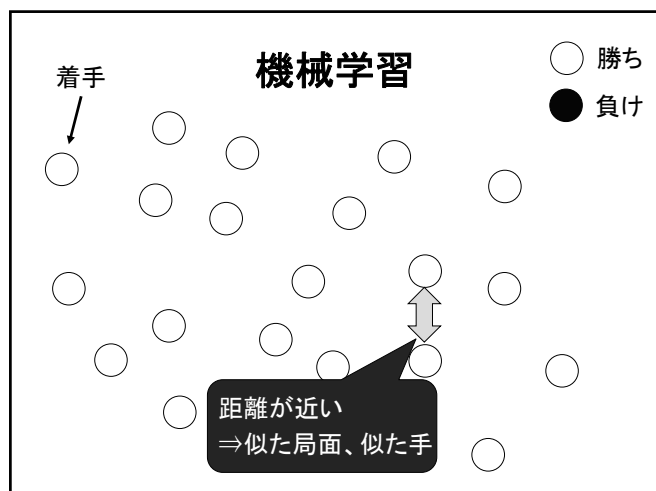 機械学習
勝ち
負け
着手
距離が近い
⇒似た局面、似た手